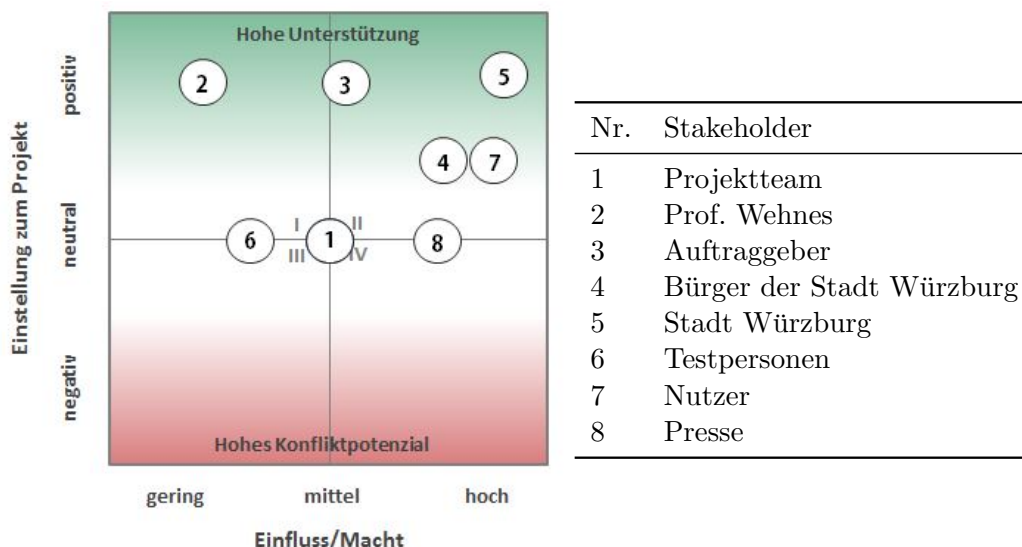 Hohe Unterstützung
2
3
5
4
7
6
I
II
1
III
IV
8
Hohes Konfliktpotenzial
positiv
neutral
negativ
Einstellung zum Projekt
gering
mittel
hoch
Einfluss/Macht
Nr. Stakeholder
1 Projektteam
2 Prof. Wehnes
3 Auftraggeber
4 Bürger der Stadt Würzburg
5 Stadt Würzburg
6 Testpersonen
7 Nutzer
8 Presse